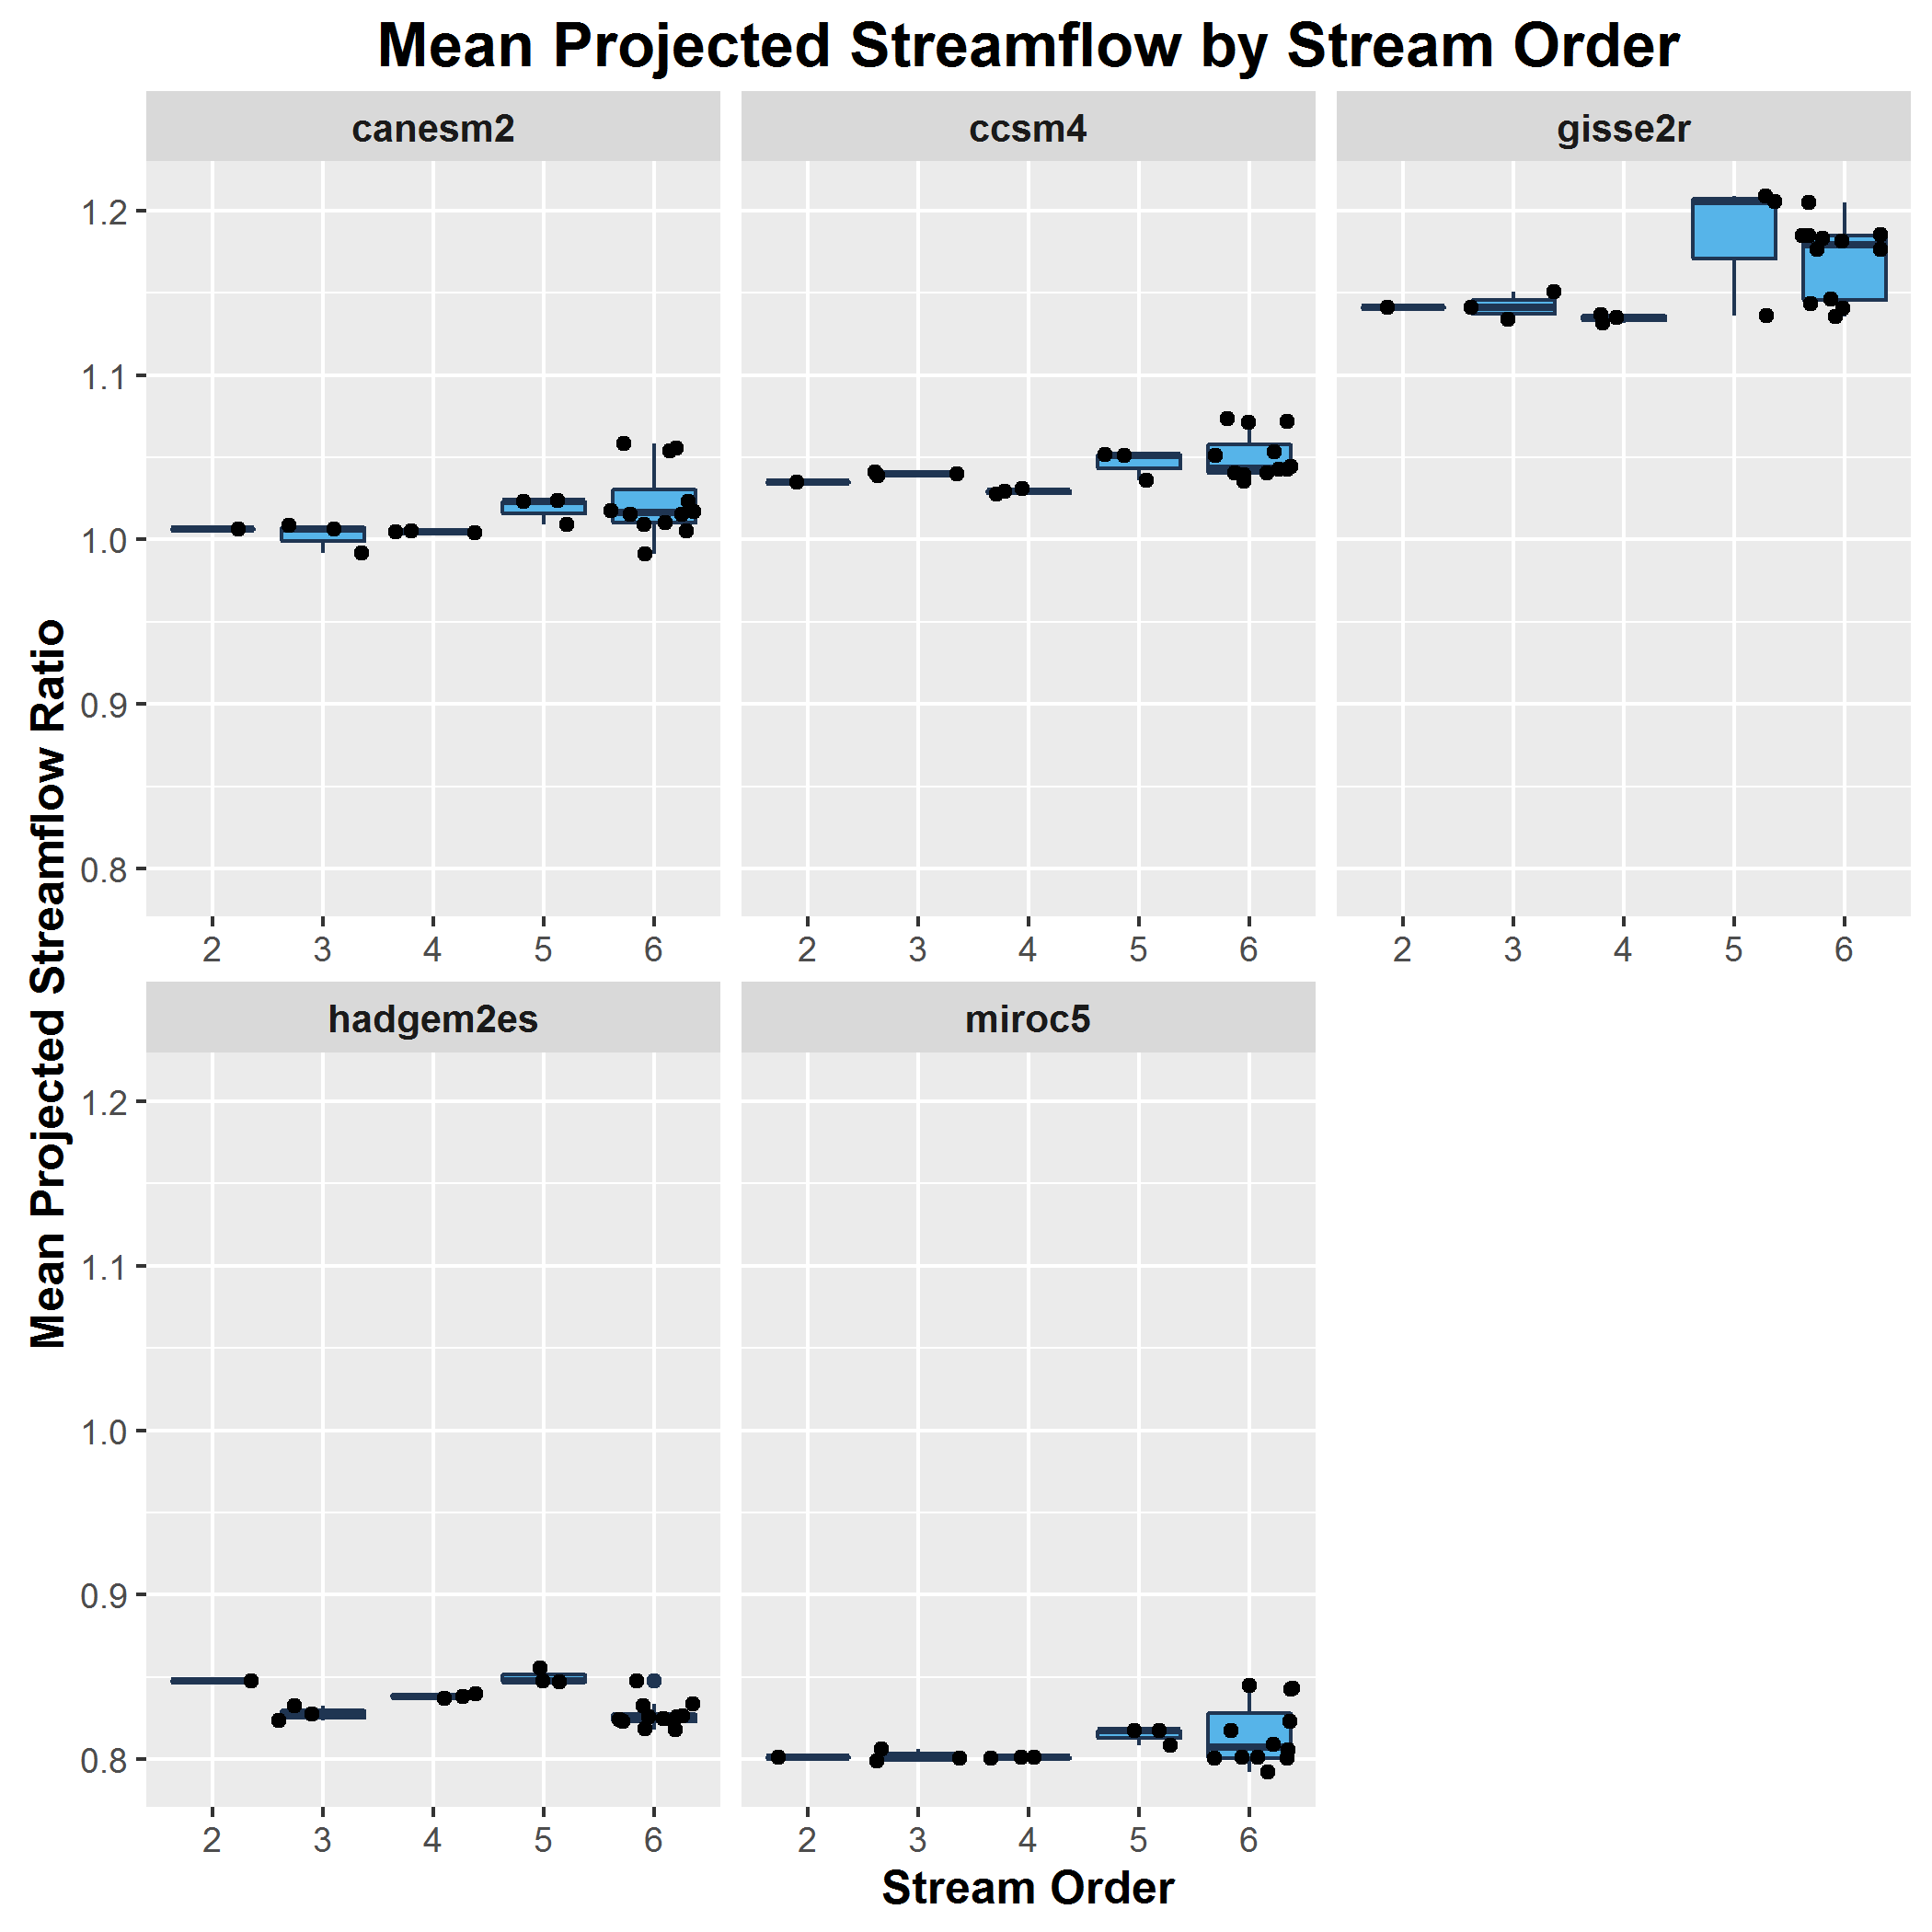 Mean Projected Streamflow by Stream Order
canesm2
ccsm4
gisse2r
Mean Projected Streamflow Ratio
1.2
1.1
1.0
0.9
0.8
2 3 4 5 6
2 3 4 5 6
2 3 4 5 6
hadgem2es
miroc5
1.2
1.1
1.0
0.9
0.8
2 3 4 5 6
2 3 4 5 6
Stream Order